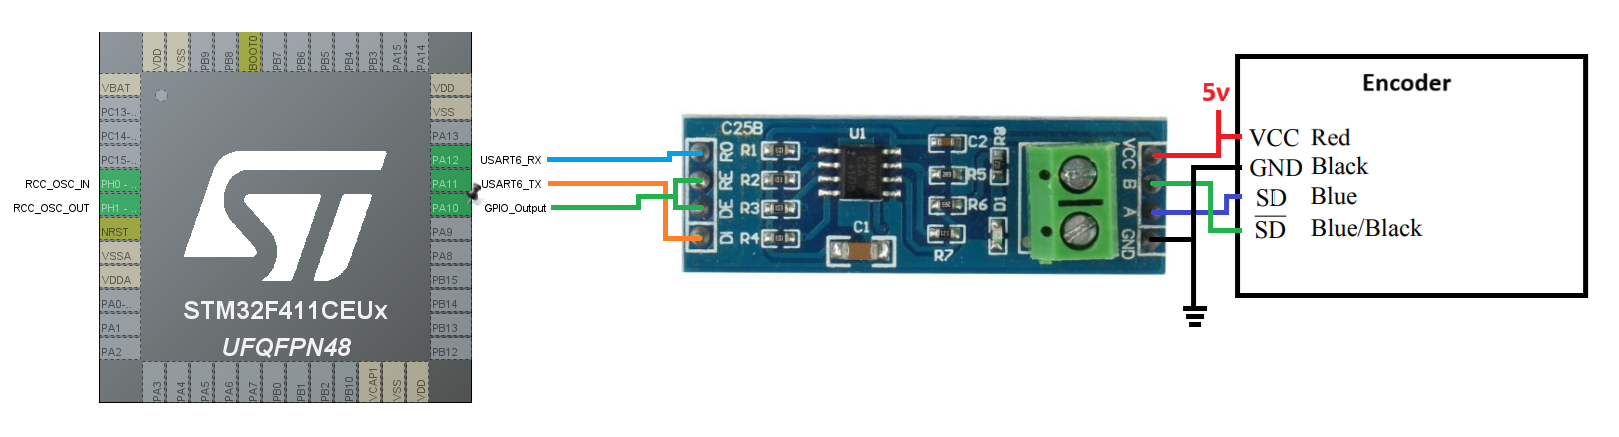 VDD
VSS
PB9
PB8
BOOT0
PB7
PB6
PB5
PB4
PB3
PA15
PA14
VBAT
PC13-..
PC14-..
PC15-..
RCC_OSC_IN
PH0 - ..
RCC_OSC_OUT
PH1 - ..
NRST
VSSA
VDDA
PA0-..
PA1
PA2
STM32F411CEUx
UFQFPN48
VDD
VSS
PA13
PA12
USART6_RX
PA11
USART6_TX
PA10
GPIO_Output
PA9
PA8
PB15
PB14
PB13
PB12
PA3
PA4
PA5
PA6
PA7
PB0
PB1
PB2
PB10
VCAP1
VSS
VDD
C25B
RO
RE
DE
DI
R1
R2
R3
R4
U1
C1
C2
R5
R6
R7
R8
D1
VCC
B
A
GND
5v
Encoder
VCC Red
GND Black
SD Blue
SD Blue/Black